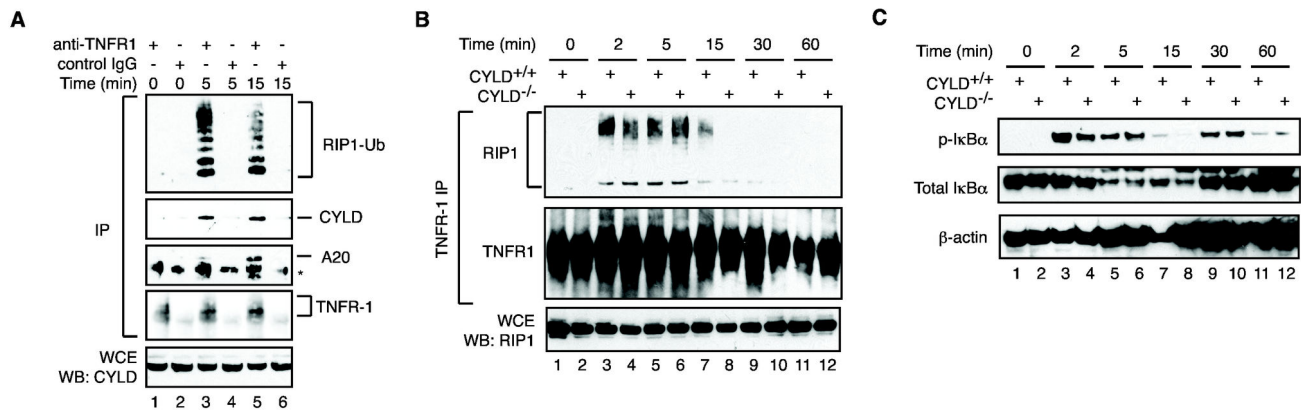 A
anti-TNFR1 + - + - + -
control IgG - + - + - +
Time (min) 0 0 5 5 15 15
IP
RIP1-Ub
CYLD
A20
*
TNFR-1
WCE
WB: CYLD
1 2 3 4 5 6
B
Time (min) 0 2 5 15 30 60
CYLD+/+ + + + + + +
CYLD-/- + + + + + +
TNFR-1 IP
RIP1
TNFR1
WCE
WB: RIP1
1 2 3 4 5 6 7 8 9 10 11 12
C
Time (min) 0 2 5 15 30 60
CYLD+/+ + + + + + +
CYLD-/- + + + + + +
p-IκBα
Total IκBα
β-actin
1 2 3 4 5 6 7 8 9 10 11 12